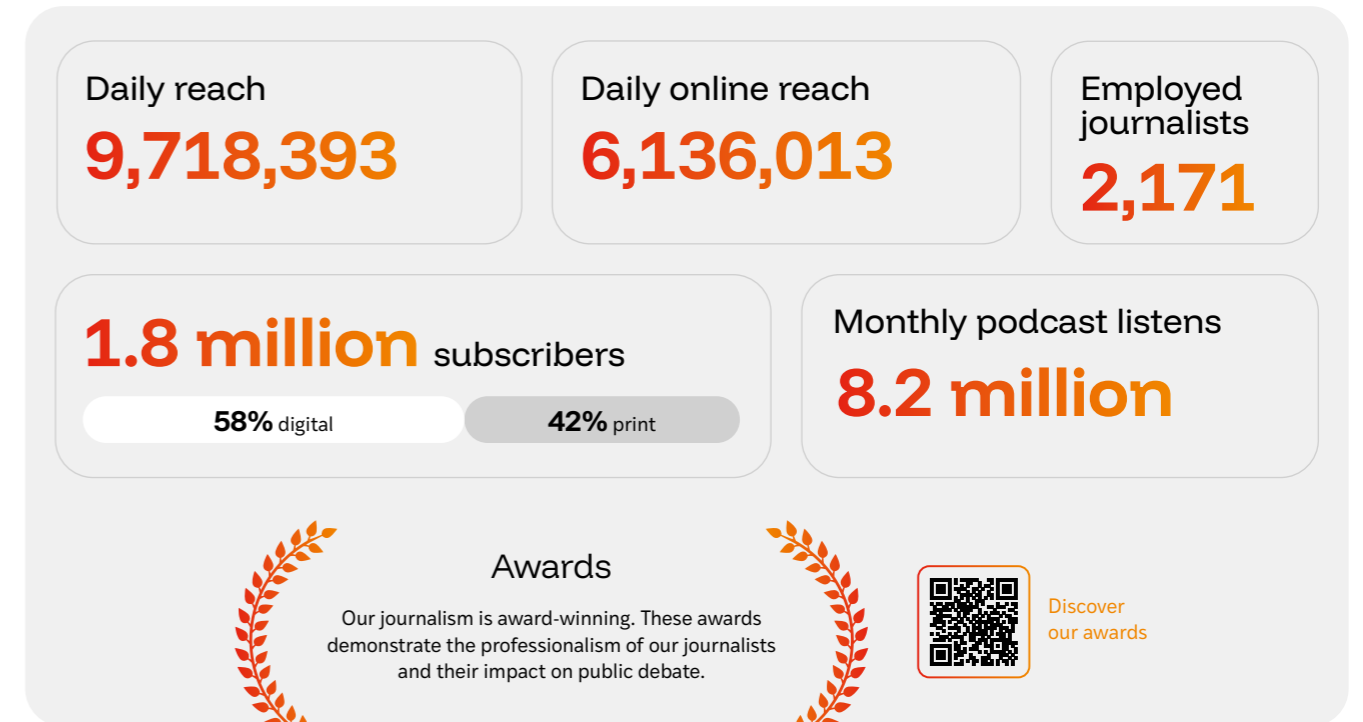 Daily reach
9,718,393
Daily online reach
6,136,013
Employed
journalists
2,171
1.8 million subscribers
58% digital
42% print
Monthly podcast listens
8.2 million
Awards
Our journalism is award-winning. These awards
demonstrate the professionalism of our journalists
and their impact on public debate.
Discover
our awards